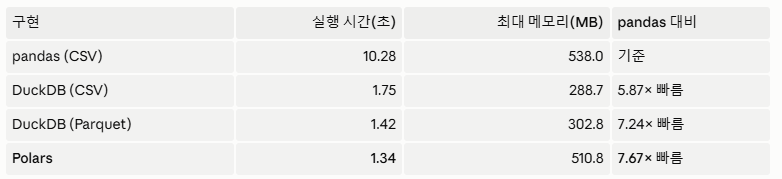 구현 실행 시간(초) 최대 메모리(MB) pandas 대비
pandas (CSV) 10.28 538.0 기준
DuckDB (CSV) 1.75 288.7 5.87× 빠름
DuckDB (Parquet) 1.42 302.8 7.24× 빠름
Polars 1.34 510.8 7.67× 빠름